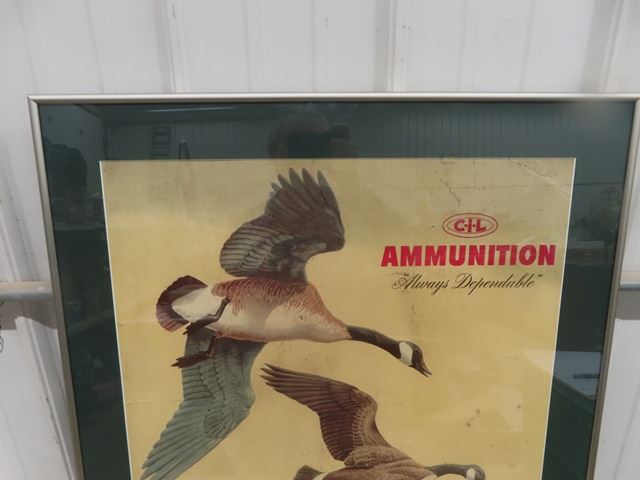 C-I-L
AMMUNITION
"Always Dependable"